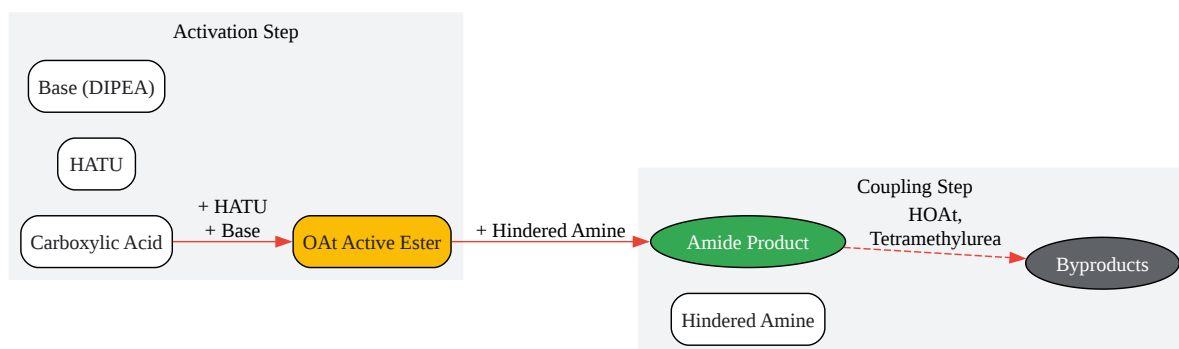 Activation Step
Base (DIPEA)
HATU
Carboxylic Acid
+ HATU
+ Base
OAt Active Ester
+ Hindered Amine
Coupling Step
Amide Product
HOAt,
Tetramethylurea
Byproducts
Hindered Amine